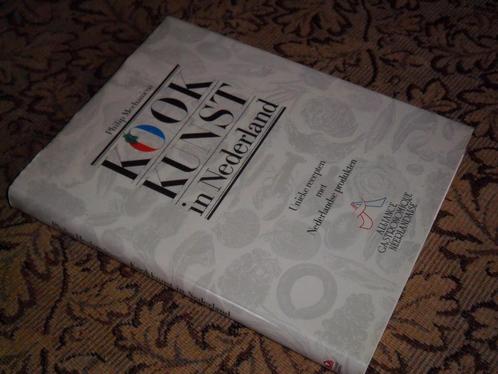 Philip Mechanicus
KOOK
KUNST
in Nederland
Unieke recepten
met
Nederlandse produkten
ALLIANCE
GASTRONOMIQUE
NEERLANDAISE